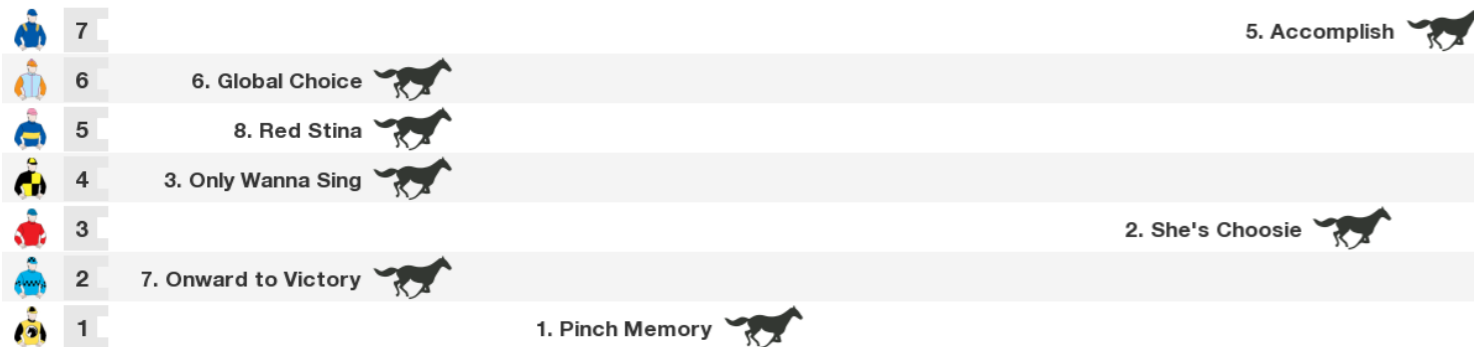 7 5. Accomplish
6 6. Global Choice
5 8. Red Stina
4 3. Only Wanna Sing
3 2. She's Choosie
2 7. Onward to Victory
1 1. Pinch Memory